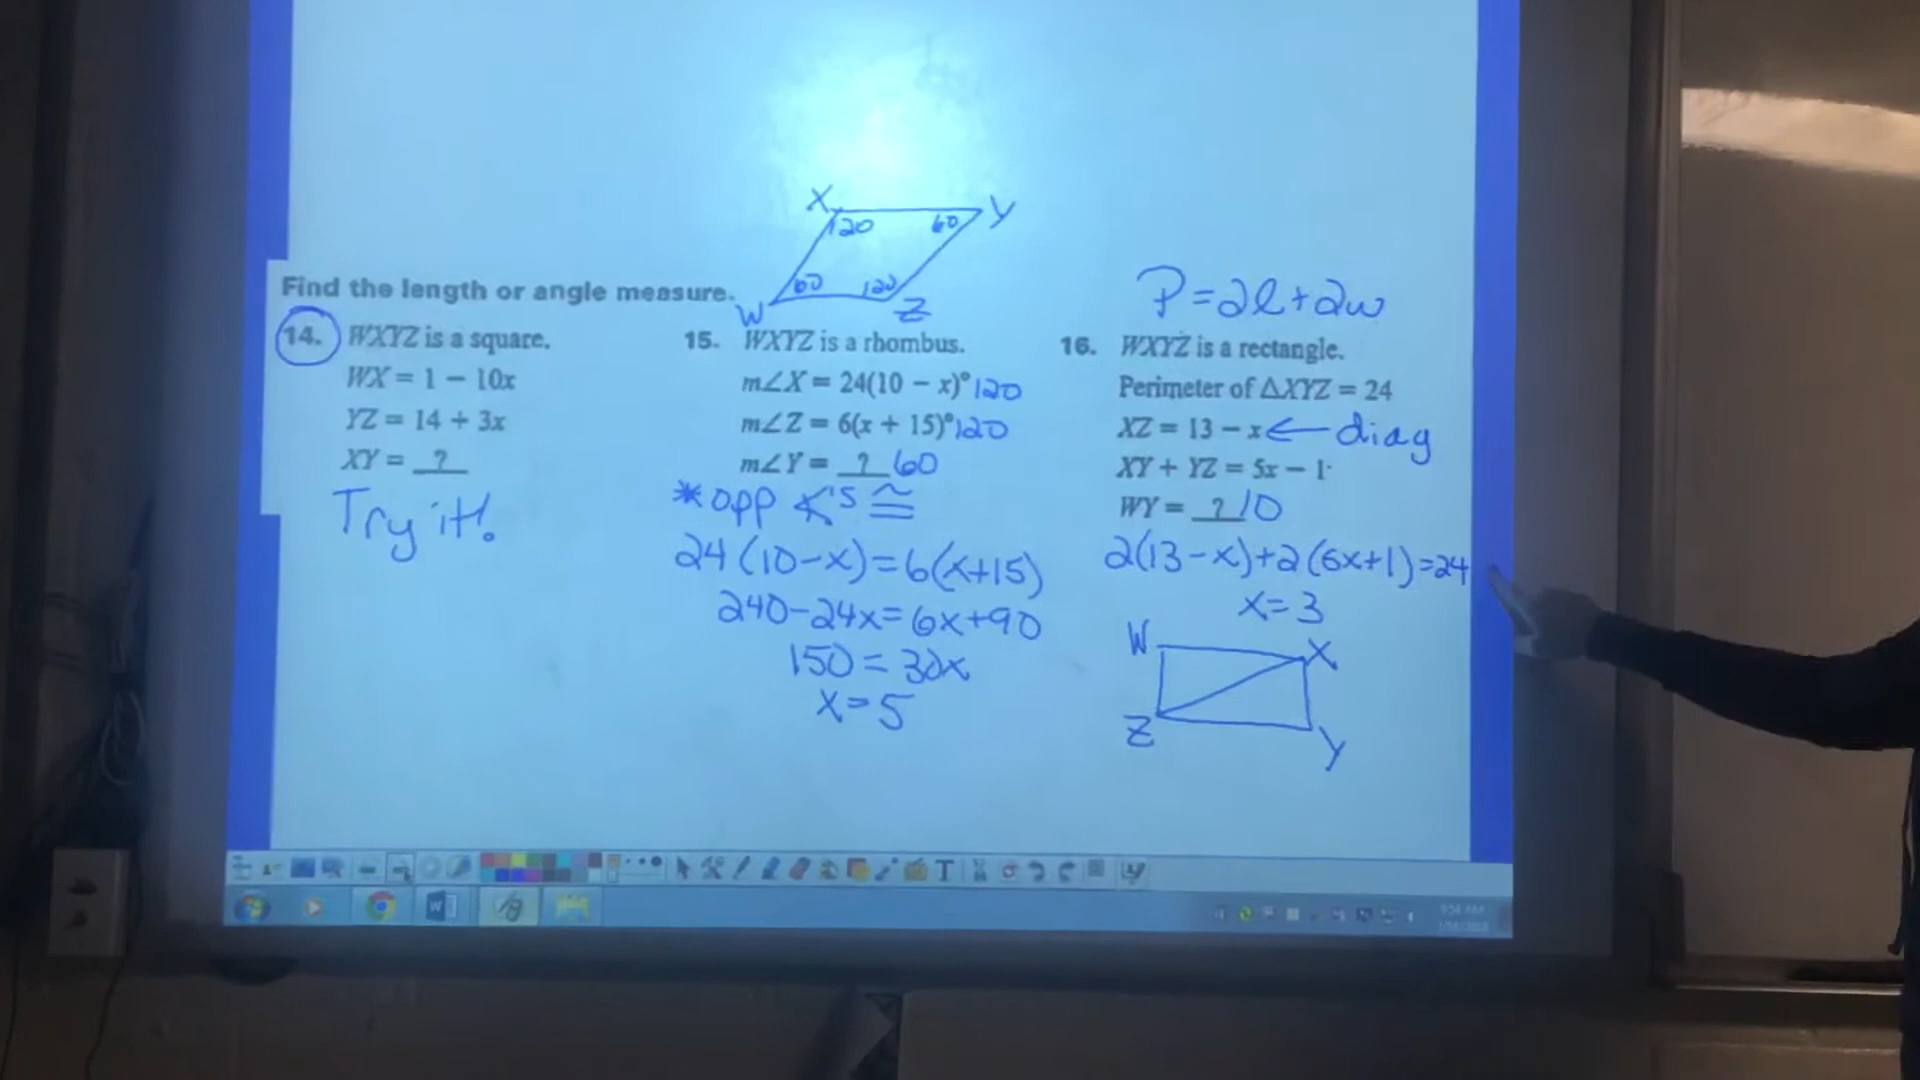 X
Y
120
60
60
120
W
Z
P=2l+2w
Find the length or angle measure.
14. WXYZ is a square.
WX = 1 – 10x
YZ = 14 + 3x
XY = ?
Try it!
15. WXYZ is a rhombus.
m∠X = 24(10 – x)° 120
m∠Z = 6(x + 15)° 120
m∠Y = ? 60
*opp ∠'s ≅
24(10-x)=6(x+15)
240-24x=6x+90
150=30x
x=5
16. WXYZ is a rectangle.
Perimeter of △XYZ = 24
XZ = 13 – x ← diag
XY + YZ = 5x – 1
WY = ? 10
2(13-x)+2(6x+1)=24
x=3
W
X
Z
Y
T
W